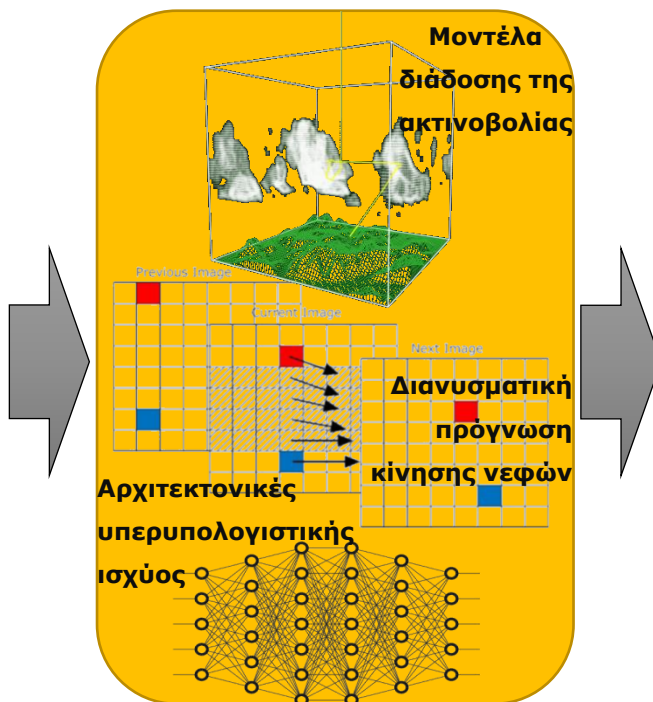 Μοντέλα
διάδοσης της
ακτινοβολίας
Previous Image
Current Image
Next Image
Διανυσματική
πρόγνωση
κίνησης νεφών
Αρχιτεκτονικές
υπερυπολογιστικής
ισχύος